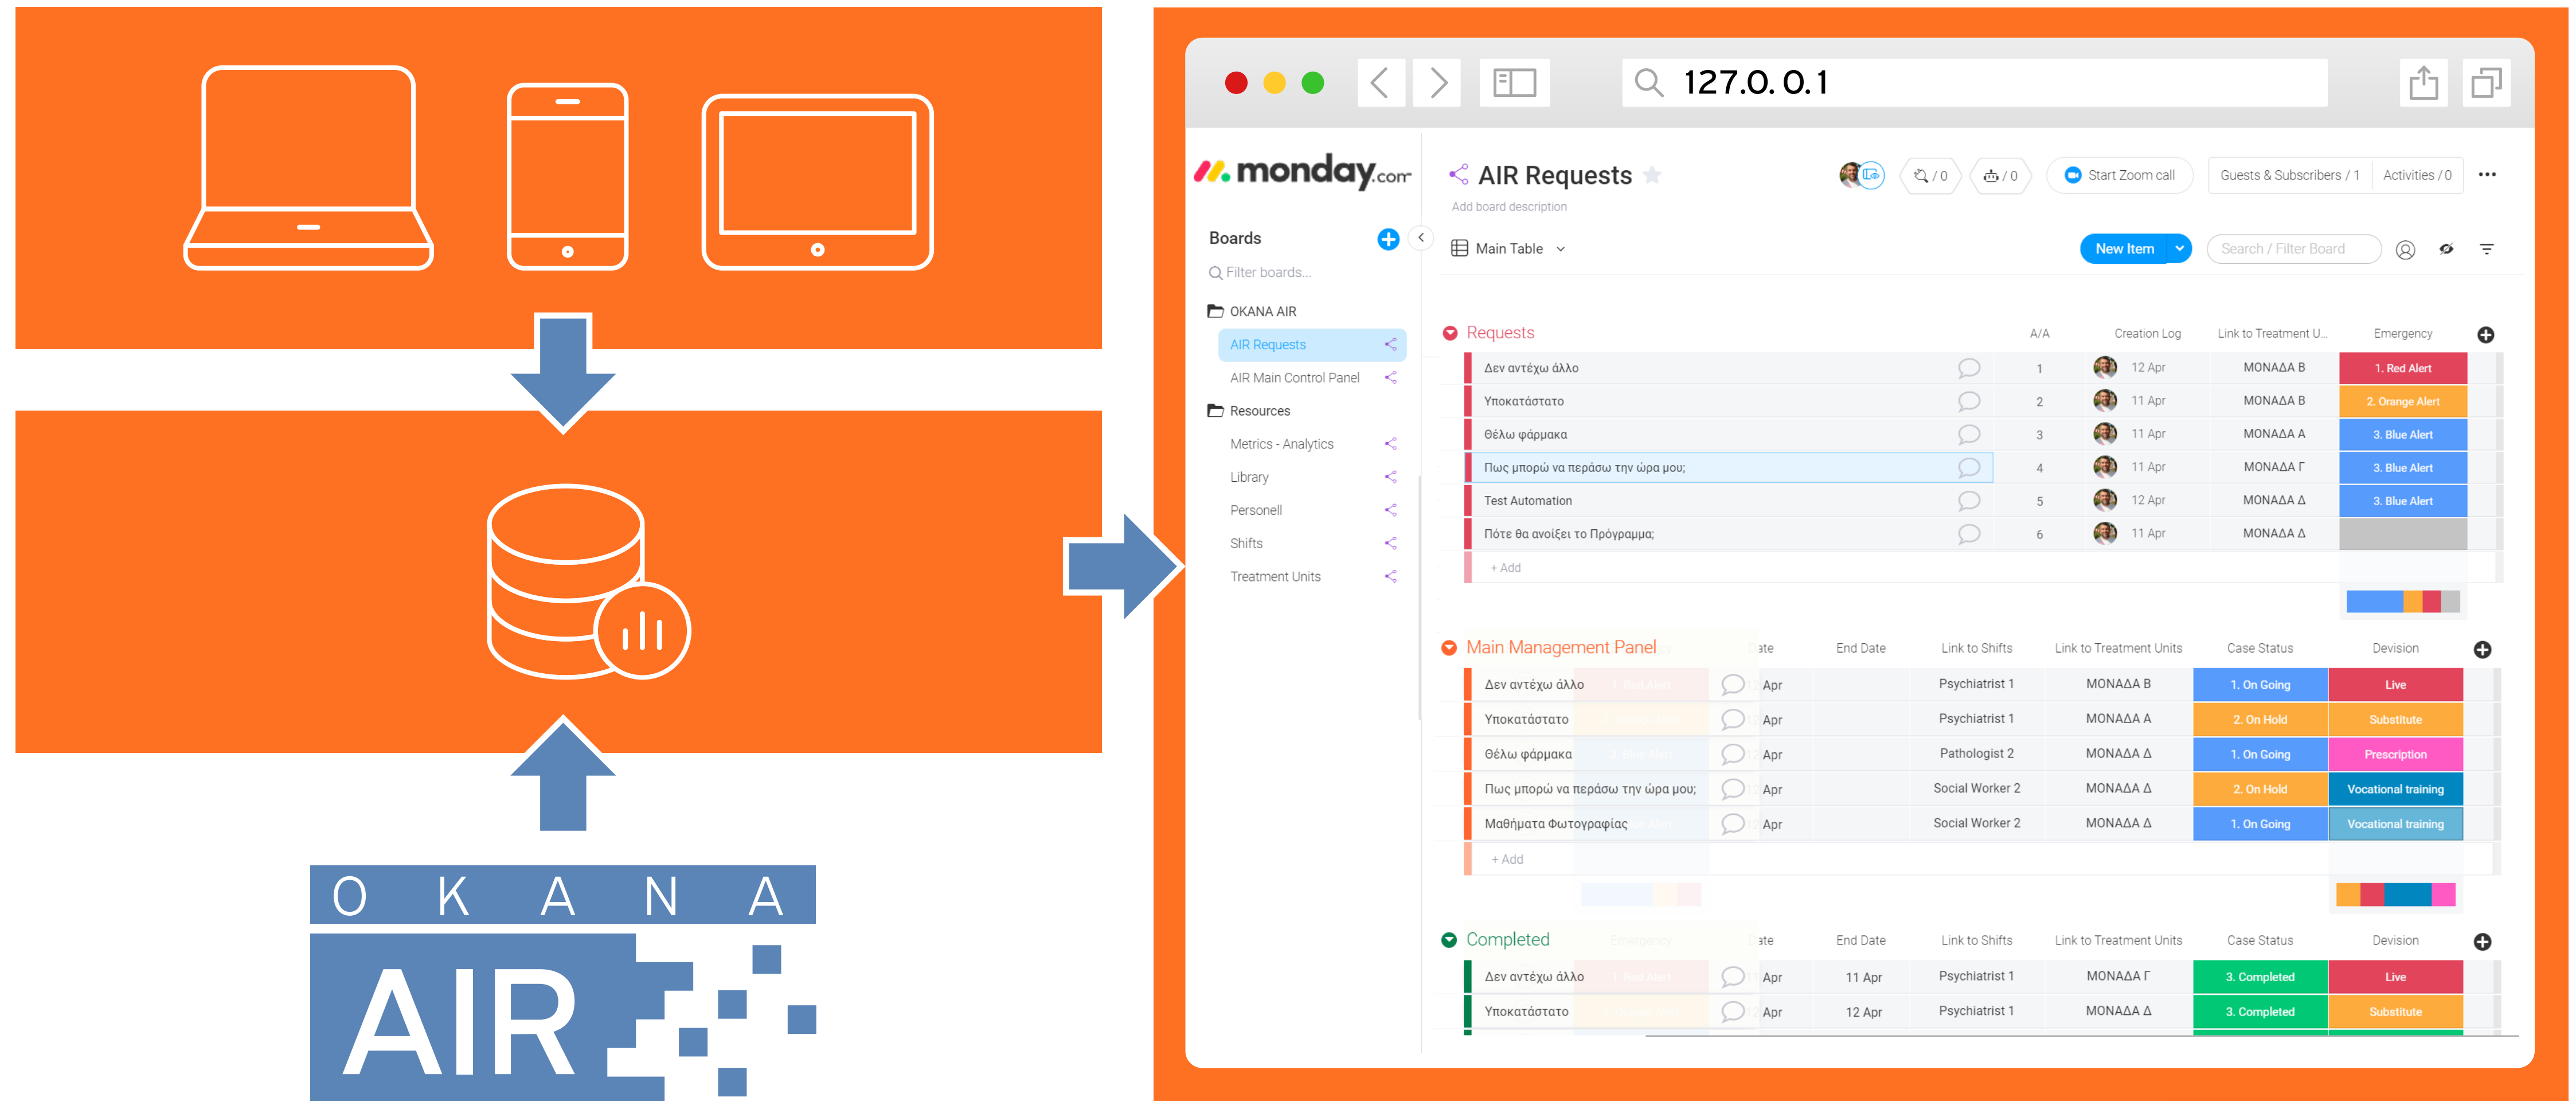 127.0.0.1
monday.com
AIR Requests
/ 0
/ 0
Start Zoom call
Guests & Subscribers / 1
Activities / 0
Add board description
Boards
Main Table
New Item
Search / Filter Board
Filter boards...
OKANA AIR
AIR Requests
AIR Main Control Panel
Resources
Metrics - Analytics
Library
Personell
Shifts
Treatment Units
Requests A/A Creation Log Link to Treatment U... Emergency
Δεν αντέχω άλλο 1 12 Apr ΜΟΝΑΔΑ Β 1. Red Alert
Υποκατάστατο 2 11 Apr ΜΟΝΑΔΑ Β 2. Orange Alert
Θέλω φάρμακα 3 11 Apr ΜΟΝΑΔΑ Α 3. Blue Alert
Πως μπορώ να περάσω την ώρα μου; 4 11 Apr ΜΟΝΑΔΑ Γ 3. Blue Alert
Test Automation 5 12 Apr ΜΟΝΑΔΑ Δ 3. Blue Alert
Πότε θα ανοίξει το Πρόγραμμα; 6 11 Apr ΜΟΝΑΔΑ Δ
+ Add
Main Management Panel End Date Link to Shifts Link to Treatment Units Case Status Devision
Δεν αντέχω άλλο 1. Red Alert Apr Psychiatrist 1 ΜΟΝΑΔΑ Β 1. On Going Live
Υποκατάστατο Apr Psychiatrist 1 ΜΟΝΑΔΑ Α 2. On Hold Substitute
Θέλω φάρμακα 3. Blue Alert Apr Pathologist 2 ΜΟΝΑΔΑ Δ 1. On Going Prescription
Πως μπορώ να περάσω την ώρα μου; Apr Social Worker 2 ΜΟΝΑΔΑ Δ 2. On Hold Vocational training
Μαθήματα Φωτογραφίας Apr Social Worker 2 ΜΟΝΑΔΑ Δ 1. On Going Vocational training
+ Add
Completed Emergency End Date Link to Shifts Link to Treatment Units Case Status Devision
Δεν αντέχω άλλο 1. Red Alert Apr 11 Apr Psychiatrist 1 ΜΟΝΑΔΑ Γ 3. Completed Live
Υποκατάστατο Apr 12 Apr Psychiatrist 1 ΜΟΝΑΔΑ Δ 3. Completed Substitute
OKANA
AIR